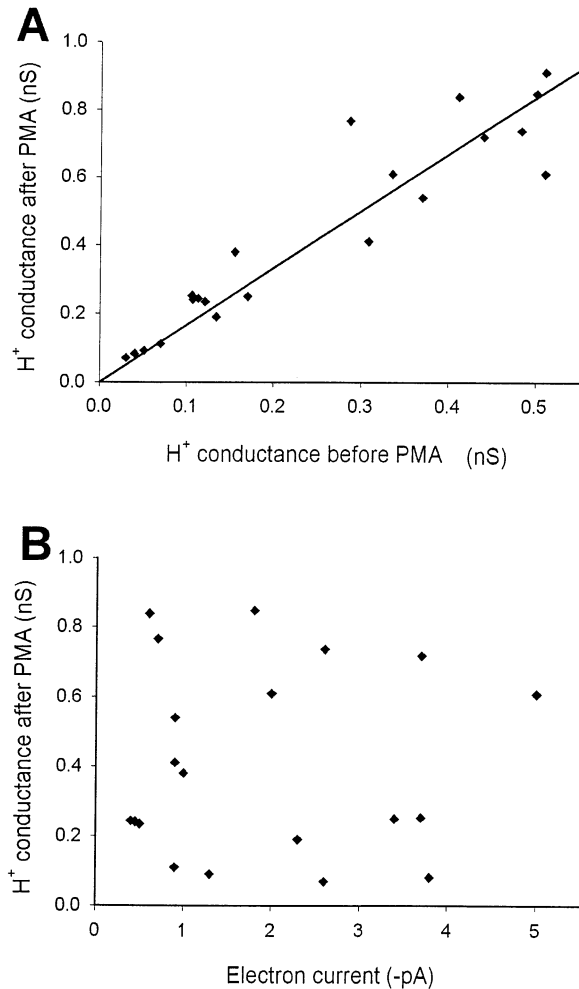 A
1.0
0.8
0.6
0.4
0.2
0.0
H+ conductance after PMA (nS)
0.0 0.1 0.2 0.3 0.4 0.5
H+ conductance before PMA (nS)
B
1.0
0.8
0.6
0.4
0.2
0.0
H+ conductance after PMA (nS)
0 1 2 3 4 5
Electron current (-pA)